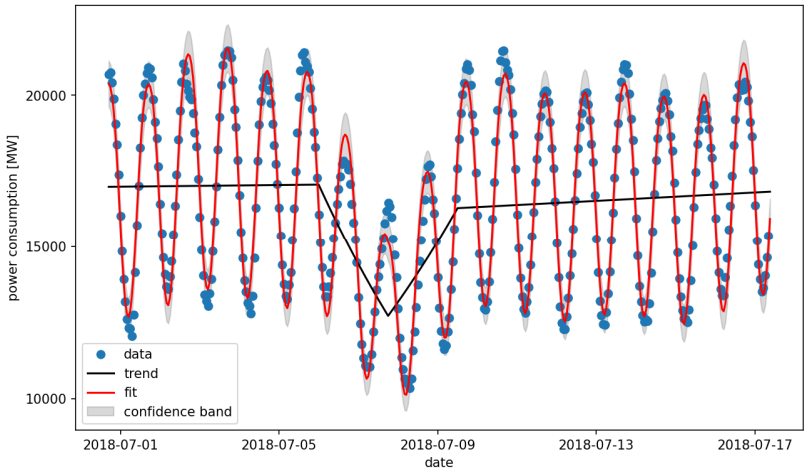 power consumption [MW]
20000
15000
10000
data
trend
fit
confidence band
2018-07-01 2018-07-05 2018-07-09 2018-07-13 2018-07-17
date